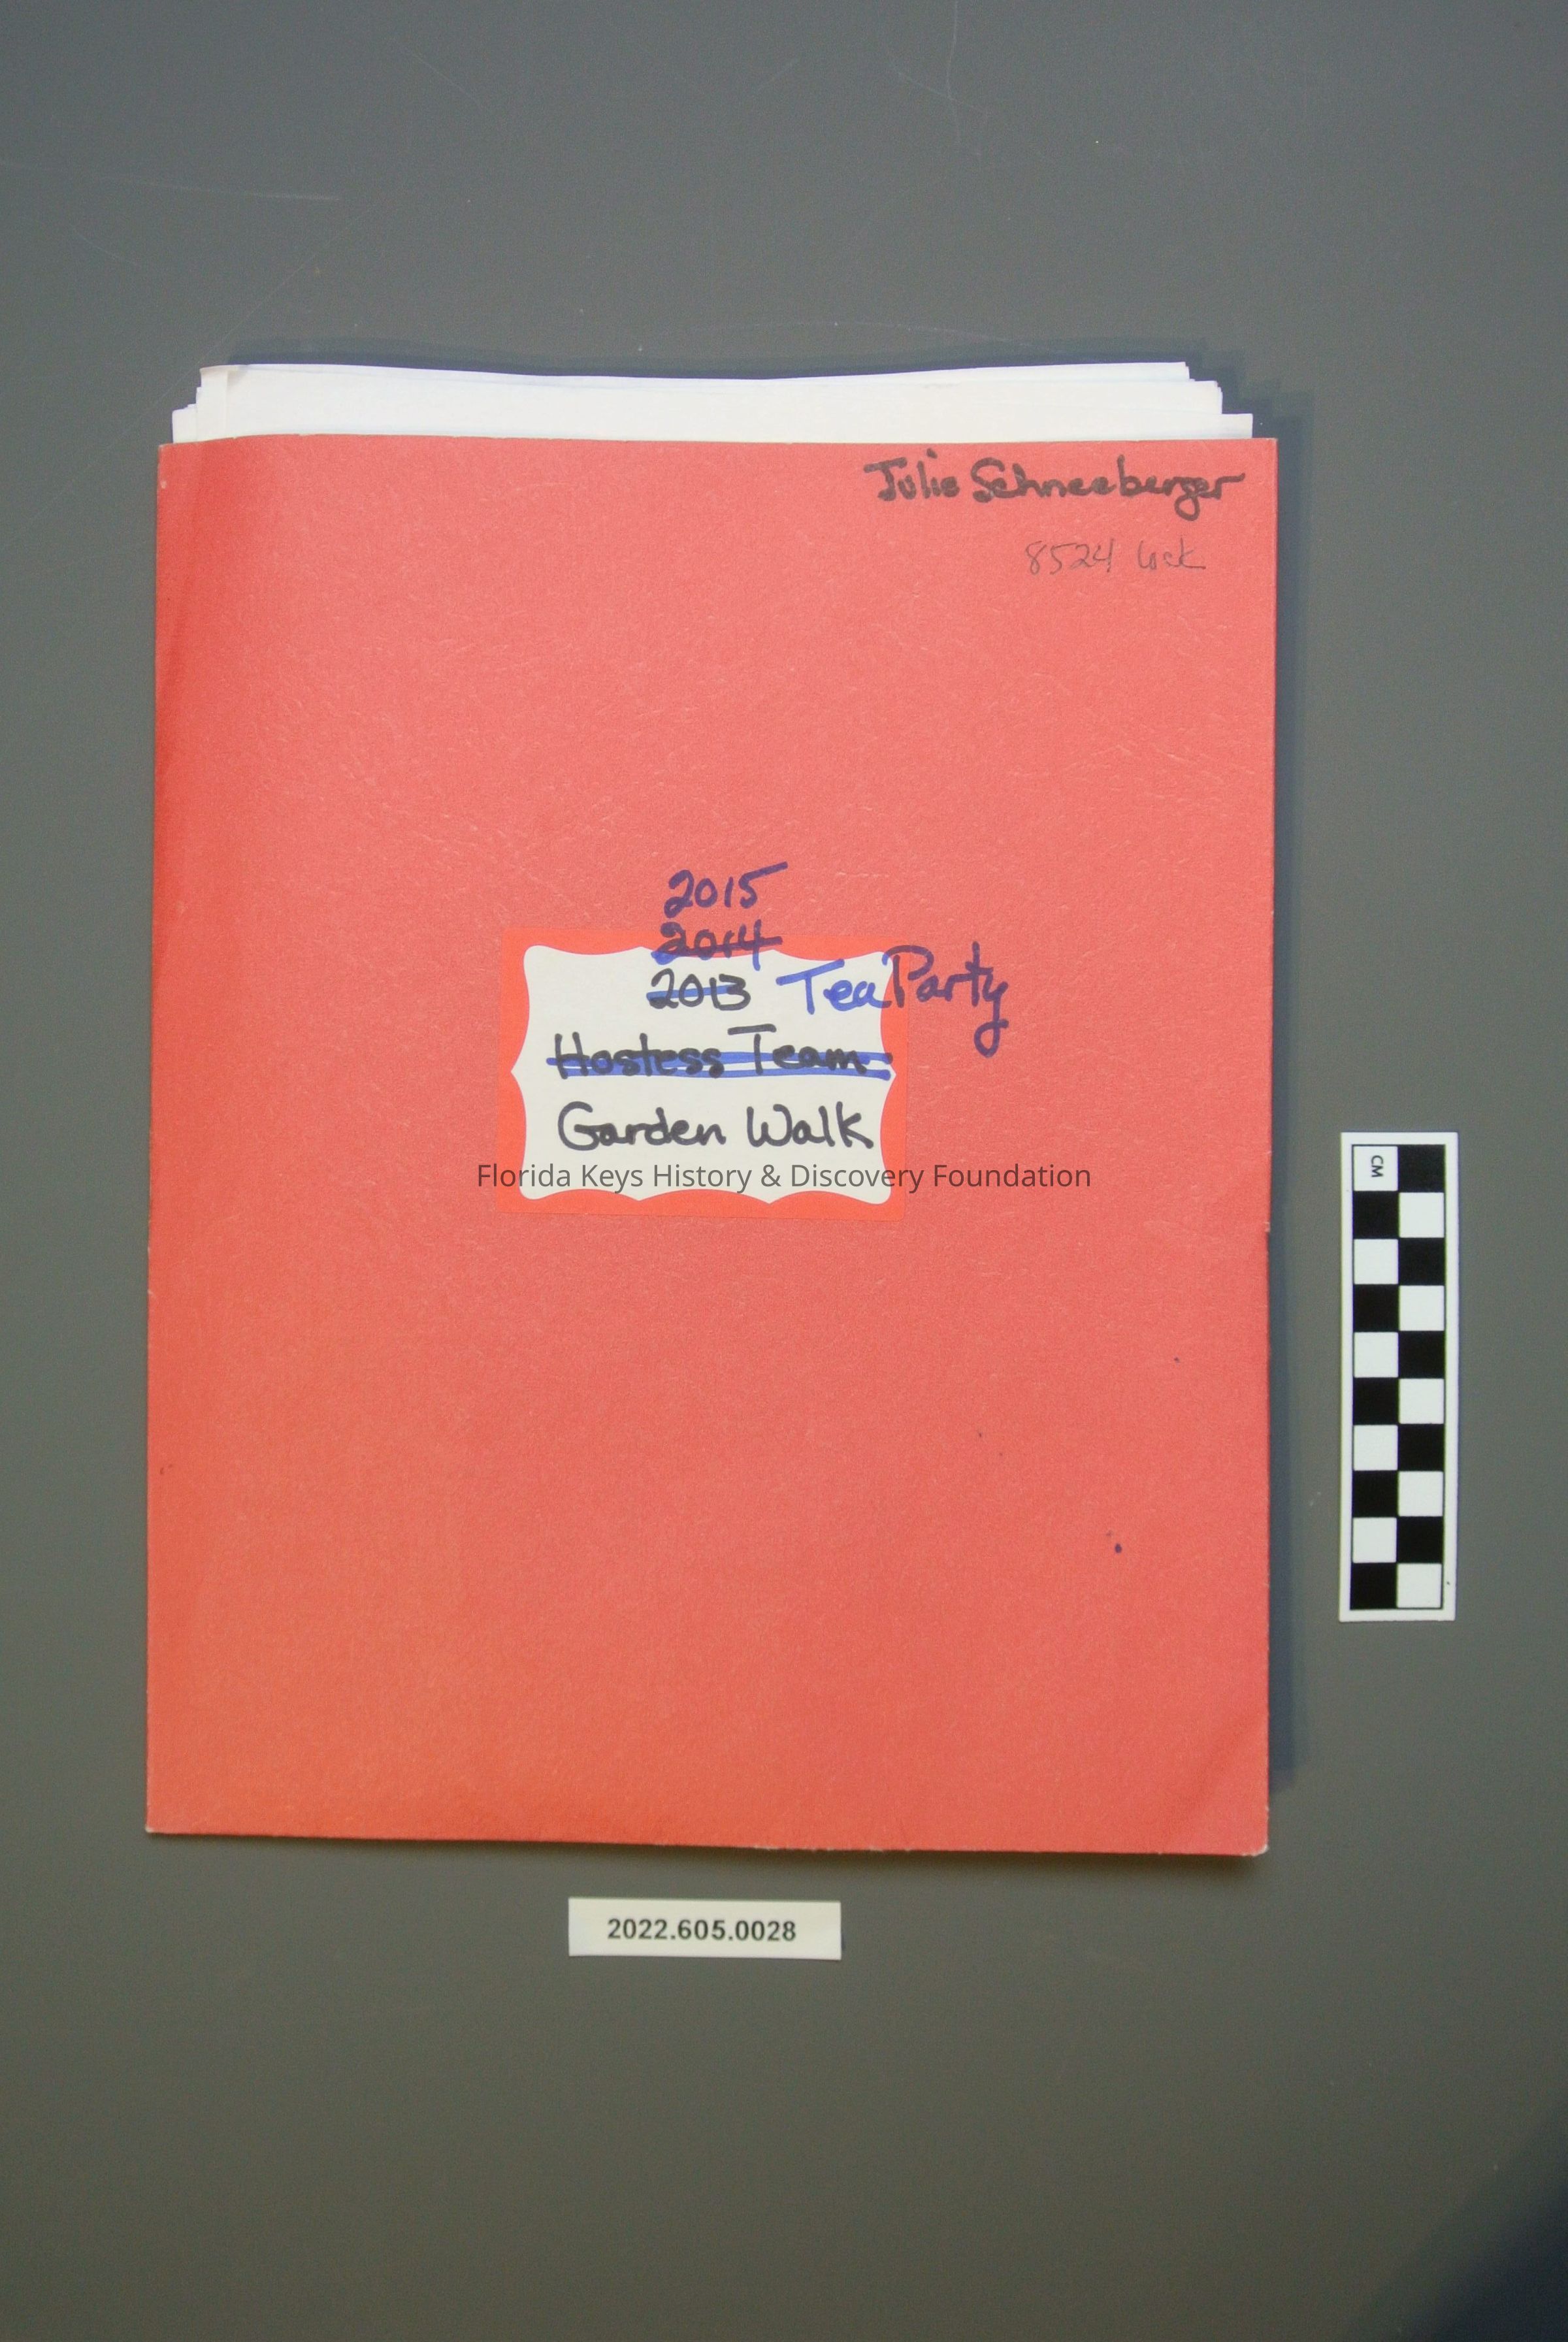 Julie Schneeberger
8524 lock
2015
2014
2013 Tea Party
Hostess Team
Garden Walk
Florida Keys History & Discovery Foundation
CM
2022.605.0028